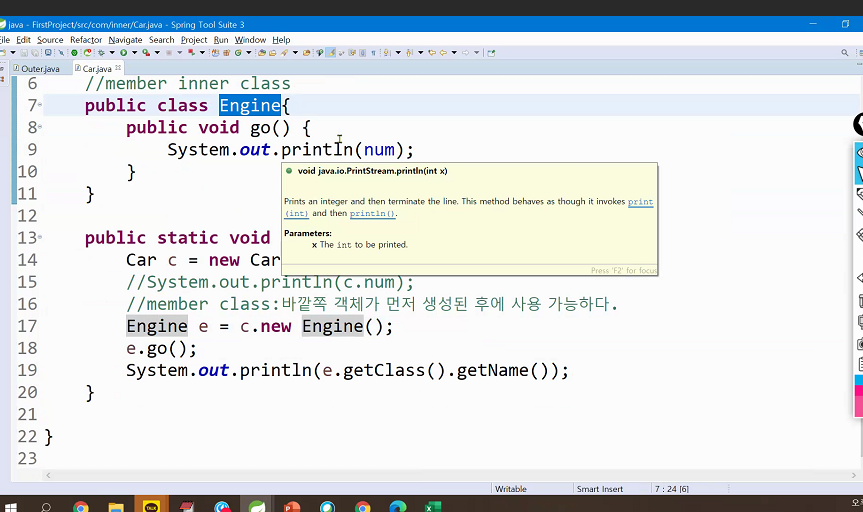 java - FirstProject/src/com/inner/Car.java - Spring Tool Suite 3
File Edit Source Refactor Navigate Search Project Run Window Help
Outer.java Car.java
6 //member inner class
7 public class Engine{
8 public void go() {
9 System.out.println(num);
10 }
11 }
12
13 public static void
14 Car c = new Car
15 //System.out.println(c.num);
16 //member class:바깥쪽 객체가 먼저 생성된 후에 사용 가능하다.
17 Engine e = c.new Engine();
18 e.go();
19 System.out.println(e.getClass().getName());
20 }
21
22 }
23
void java.io.PrintStream.println(int x)
Prints an integer and then terminate the line. This method behaves as though it invokes print
(int) and then println().
Parameters:
x The int to be printed.
Press 'F2' for focus
Writable Smart Insert 7 : 24 [6]
TALK